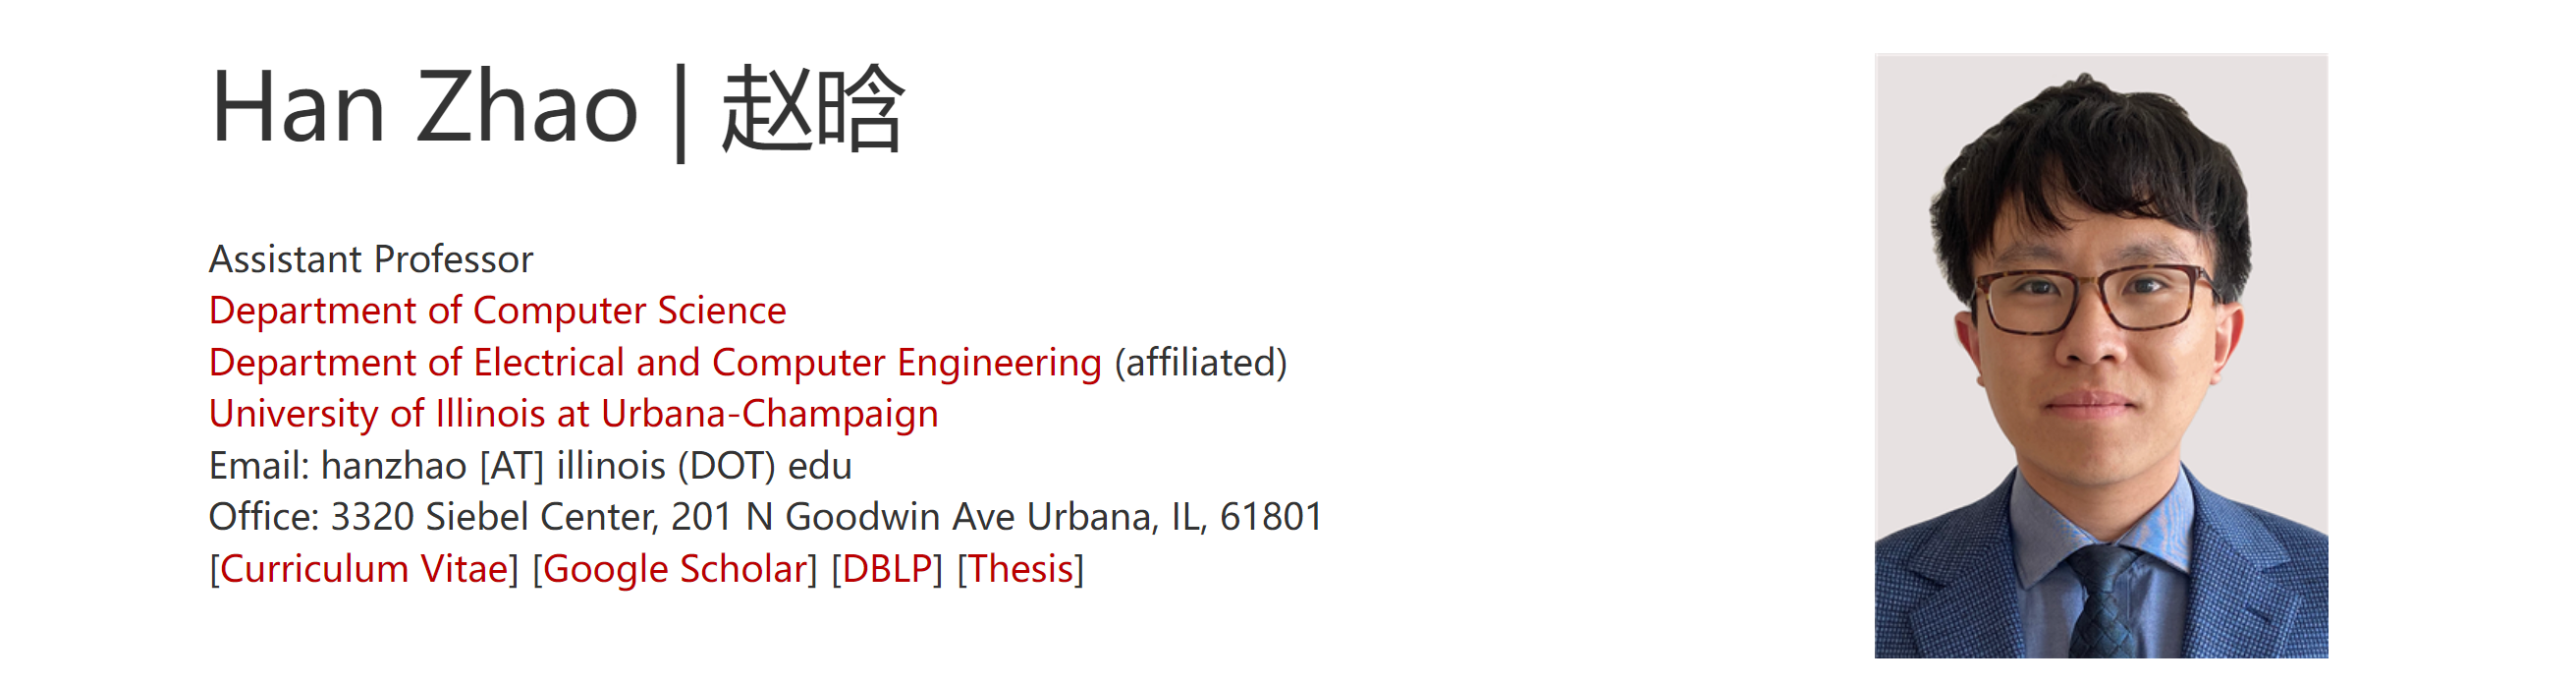 Han Zhao | 赵晗
Assistant Professor
Department of Computer Science
Department of Electrical and Computer Engineering (affiliated)
University of Illinois at Urbana-Champaign
Email: hanzhao [AT] illinois (DOT) edu
Office: 3320 Siebel Center, 201 N Goodwin Ave Urbana, IL, 61801
[Curriculum Vitae] [Google Scholar] [DBLP] [Thesis]